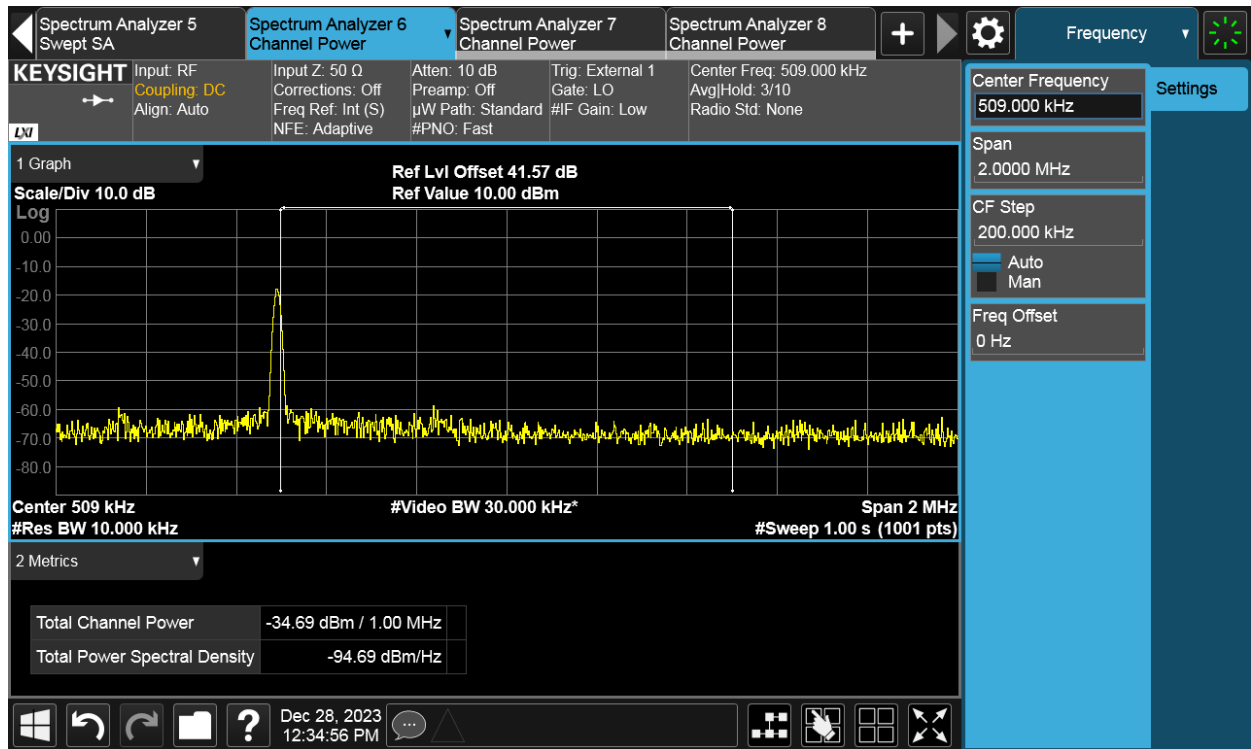 Spectrum Analyzer 5
Swept SA
Spectrum Analyzer 6
Channel Power
Spectrum Analyzer 7
Channel Power
Spectrum Analyzer 8
Channel Power
Frequency
KEYSIGHT
LXI
Input: RF
Coupling: DC
Align: Auto
Input Z: 50 Ω
Corrections: Off
Freq Ref: Int (S)
NFE: Adaptive
Atten: 10 dB
Preamp: Off
µW Path: Standard
#PNO: Fast
Trig: External 1
Gate: LO
#IF Gain: Low
Center Freq: 509.000 kHz
Avg|Hold: 3/10
Radio Std: None
Center Frequency
509.000 kHz
Settings
Span
2.0000 MHz
CF Step
200.000 kHz
Auto
Man
Freq Offset
0 Hz
1 Graph
Scale/Div 10.0 dB
Ref Lvl Offset 41.57 dB
Ref Value 10.00 dBm
Log
0.00
-10.0
-20.0
-30.0
-40.0
-50.0
-60.0
-70.0
-80.0
Center 509 kHz
#Res BW 10.000 kHz
#Video BW 30.000 kHz*
Span 2 MHz
#Sweep 1.00 s (1001 pts)
2 Metrics
Total Channel Power -34.69 dBm / 1.00 MHz
Total Power Spectral Density -94.69 dBm/Hz
?
Dec 28, 2023
12:34:56 PM